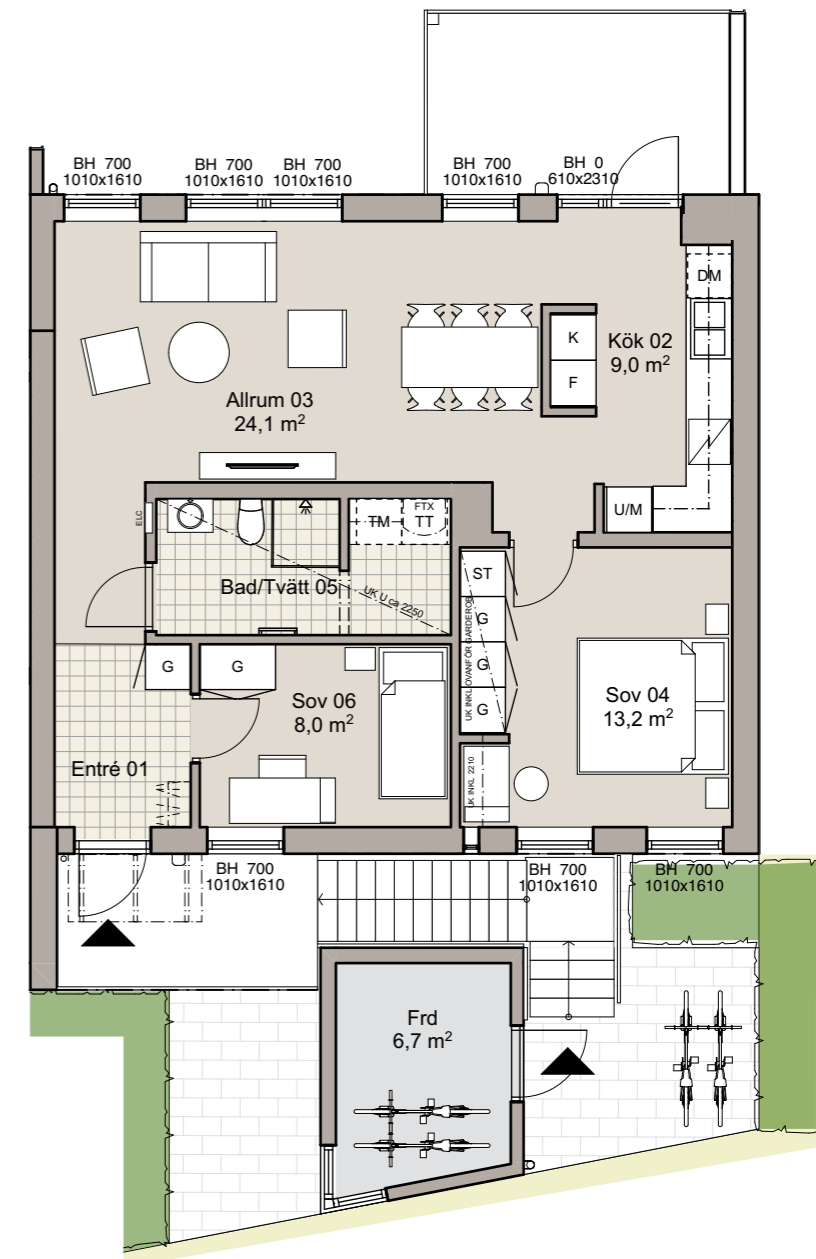 BH 700
1010x1610
BH 700
1010x1610
BH 700
1010x1610
BH 700
1010x1610
BH 0
610x2310
DM
K
F
Kök 02
9,0 m²
Allrum 03
24,1 m²
U/M
ELC
TM
FTX
TT
Bad/Tvätt 05
UK U ca 2250
ST
G
G
G
UK INKL OVANFÖR GARDEROB
G
G
Sov 06
8,0 m²
Sov 04
13,2 m²
Entré 01
UK INKL 2210
BH 700
1010x1610
BH 700
1010x1610
BH 700
1010x1610
Frd
6,7 m²